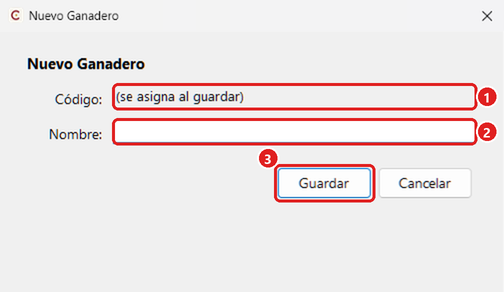 Nuevo Ganadero
Nuevo Ganadero
Código: (se asigna al guardar) 1
Nombre: 2
3
Guardar Cancelar